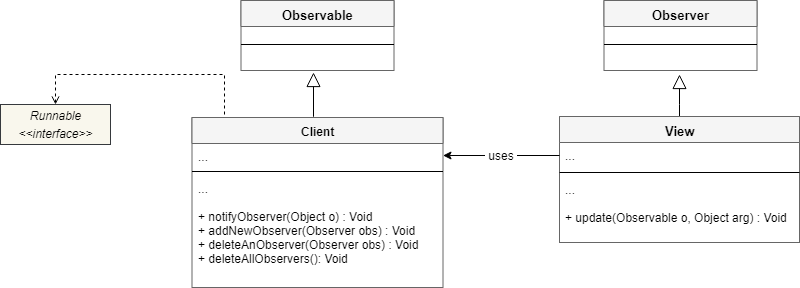 Observable
Observer
Runnable
<<interface>>
Client
...
...
+ notifyObserver(Object o) : Void
+ addNewObserver(Observer obs) : Void
+ deleteAnObserver(Observer obs) : Void
+ deleteAllObservers(): Void
uses
View
...
...
+ update(Observable o, Object arg) : Void